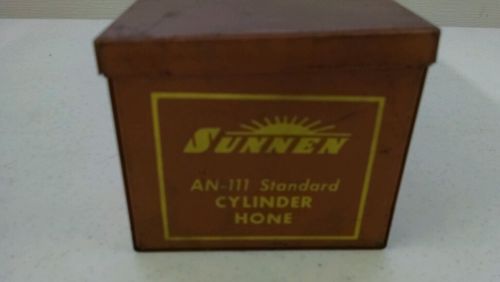 SUNNEN
AN-111 Standard
CYLINDER
HONE